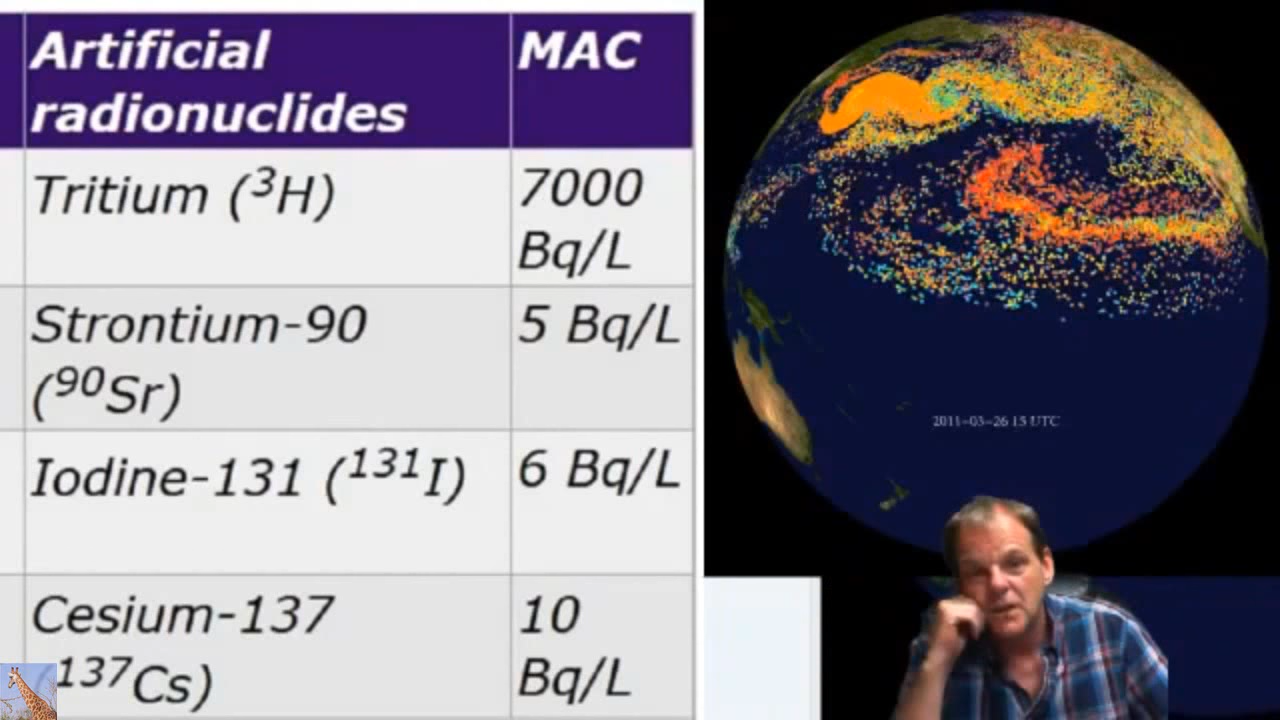 Artificial
radionuclides
MAC
Tritium (³H)
7000
Bq/L
Strontium-90
(⁹⁰Sr)
5 Bq/L
Iodine-131 (¹³¹I)
6 Bq/L
Cesium-137
¹³⁷Cs)
10
Bq/L
2011-03-26 15 UTC